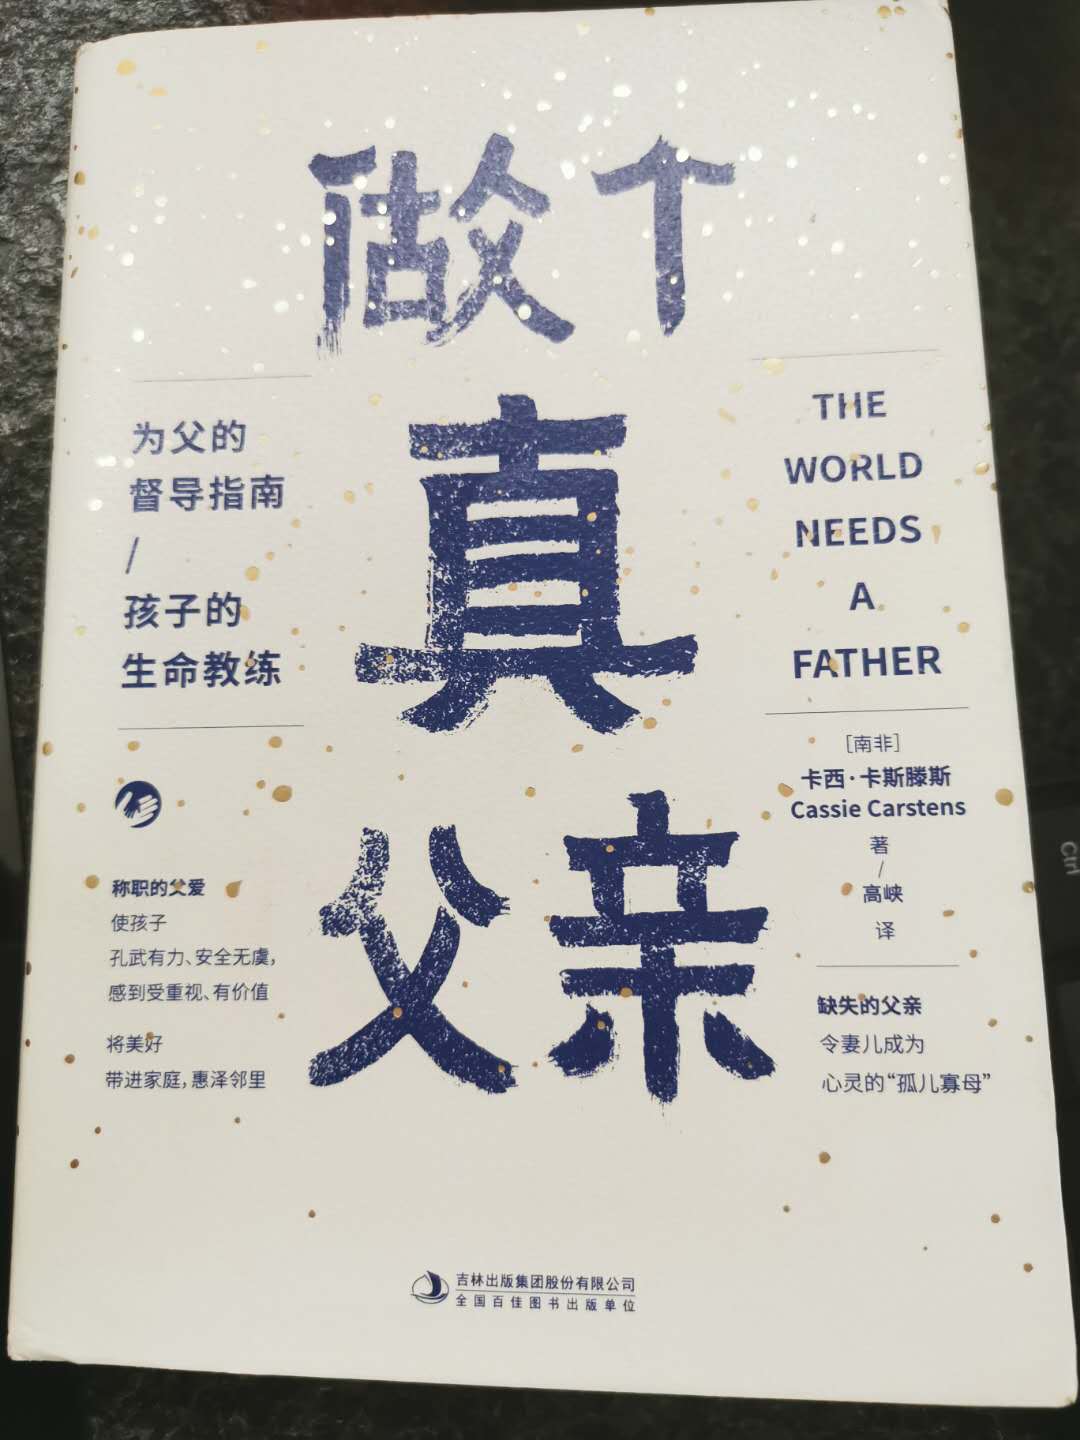 做个
真
父亲
为父的
督导指南
/
孩子的
生命教练
THE
WORLD
NEEDS
A
FATHER
[南非]
卡西·卡斯滕斯
Cassie Carstens
著
/
高峡
译
称职的父爱
使孩子
孔武有力、安全无虞,
感到受重视、有价值
将美好
带进家庭,惠泽邻里
缺失的父亲
令妻儿成为
心灵的“孤儿寡母”
吉林出版集团股份有限公司
全国百佳图书出版单位
Ctrl